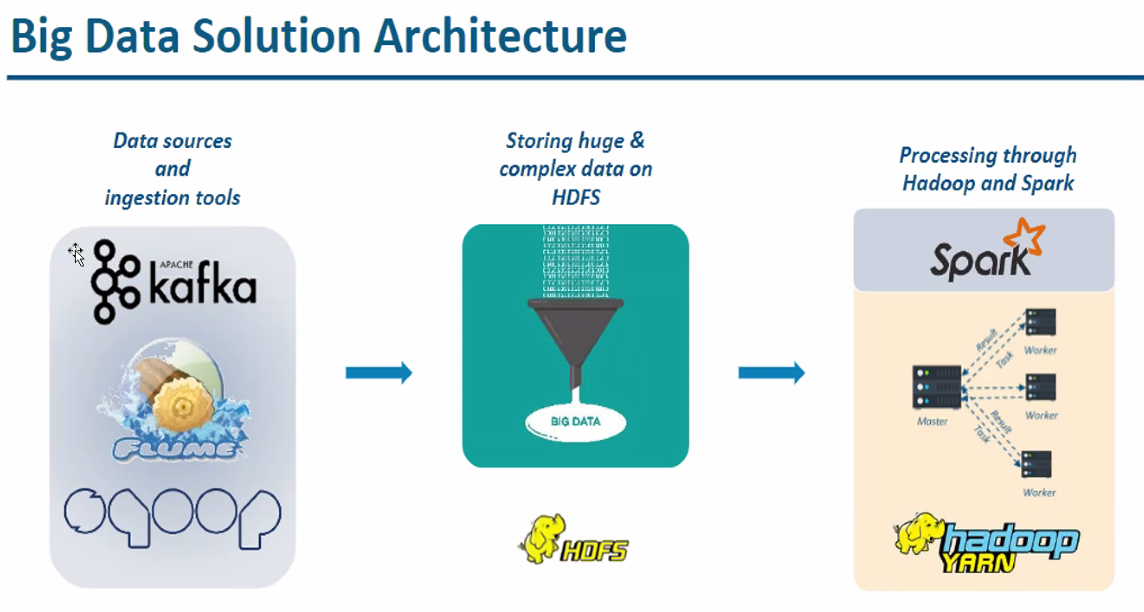 Big Data Solution Architecture
Data sources
and
ingestion tools
APACHE
kafka
FLUME
sqoop
Storing huge &
complex data on
HDFS
BIG DATA
HDFS
Processing through
Hadoop and Spark
Spark
Result
Task
Worker
Master
Worker
Result
Task
Worker
hadoop
YARN